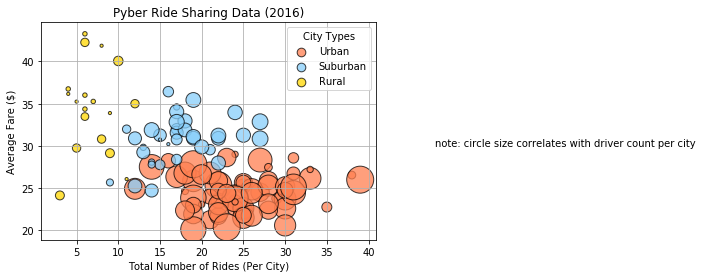 Pyber Ride Sharing Data (2016)
City Types
Urban
Suburban
Rural
Average Fare ($)
40
35
30
25
20
5
10
15
20
25
30
35
40
Total Number of Rides (Per City)
note: circle size correlates with driver count per city